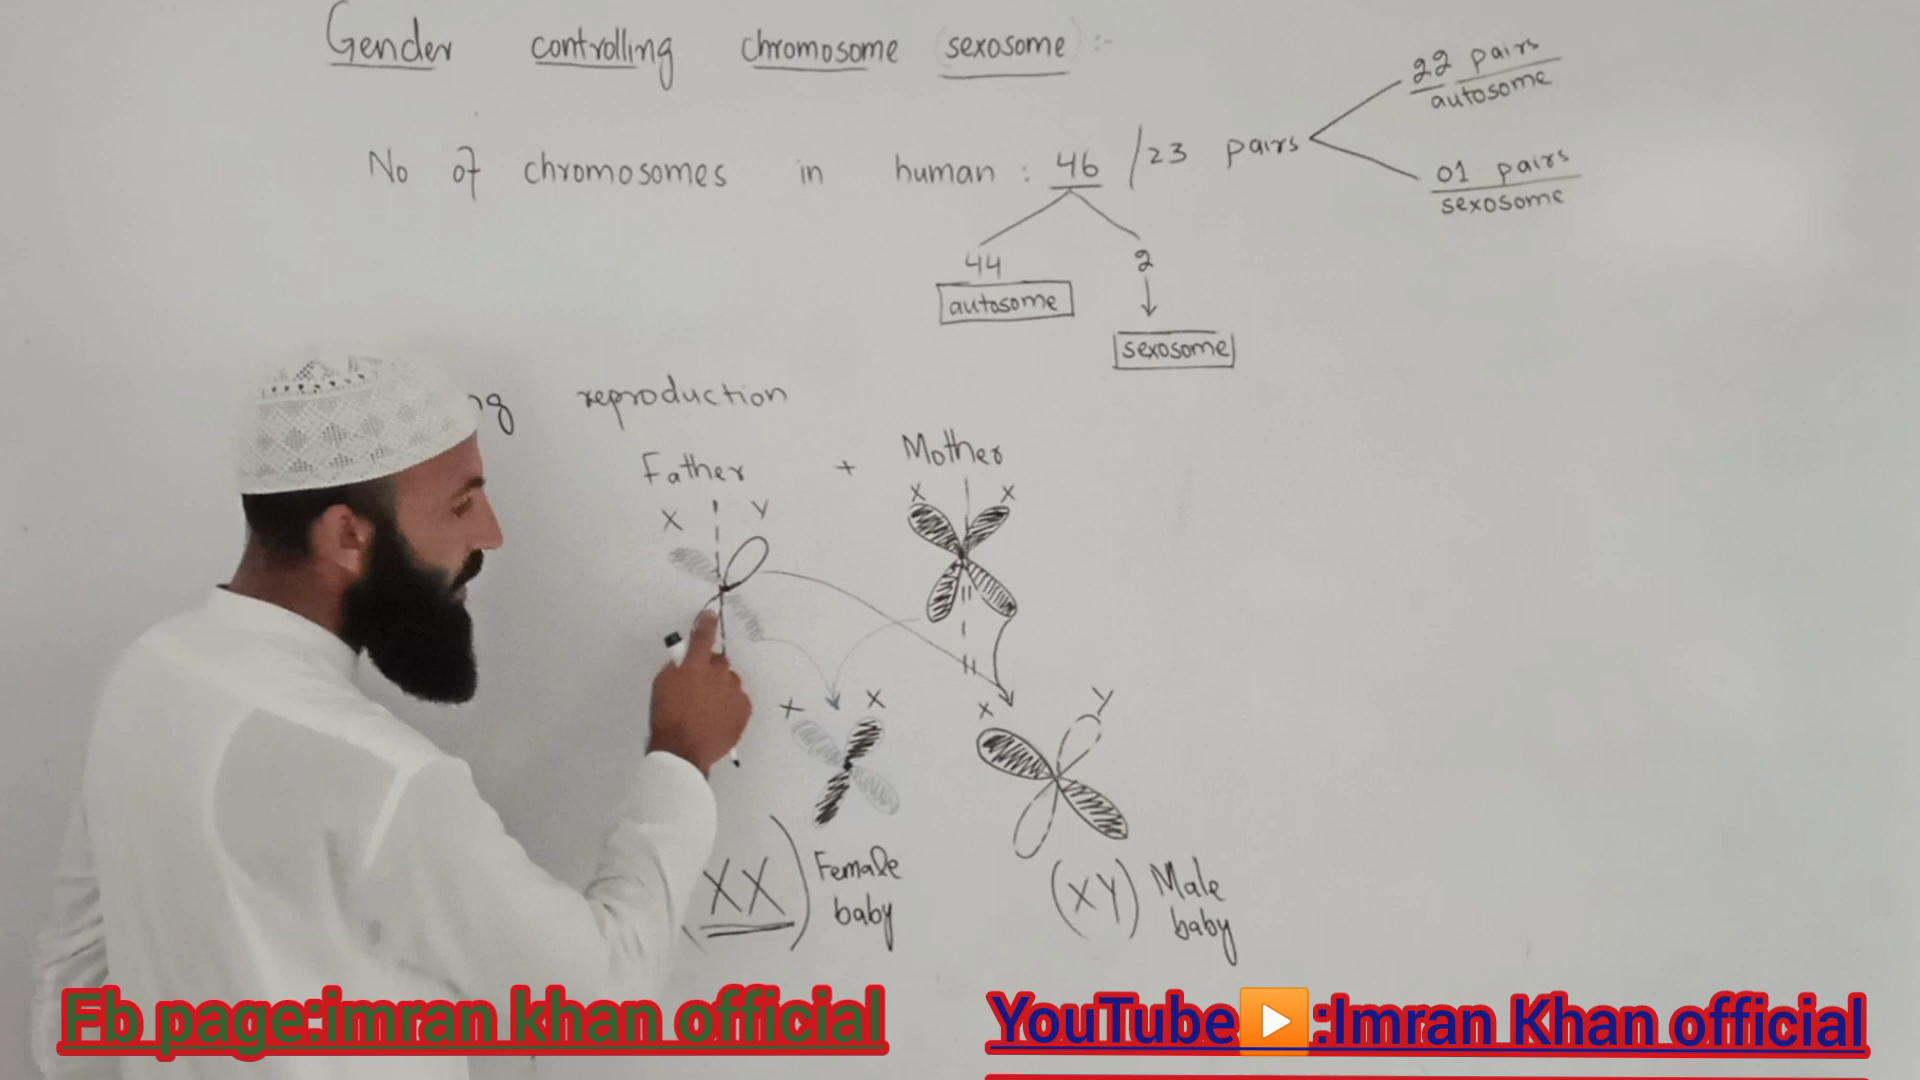 Gender controlling chromosome (sexosome) :-
22 pairs
autosome
No of chromosomes in human : 46 / 23 pairs
01 pairs
sexosome
44
2
autosome
sexosome
reproduction
Father + Mother
X Y
X X
X X
X Y
(XX) Female baby
(XY) Male baby
Fb page:imran khan official
YouTube▶:Imran Khan official